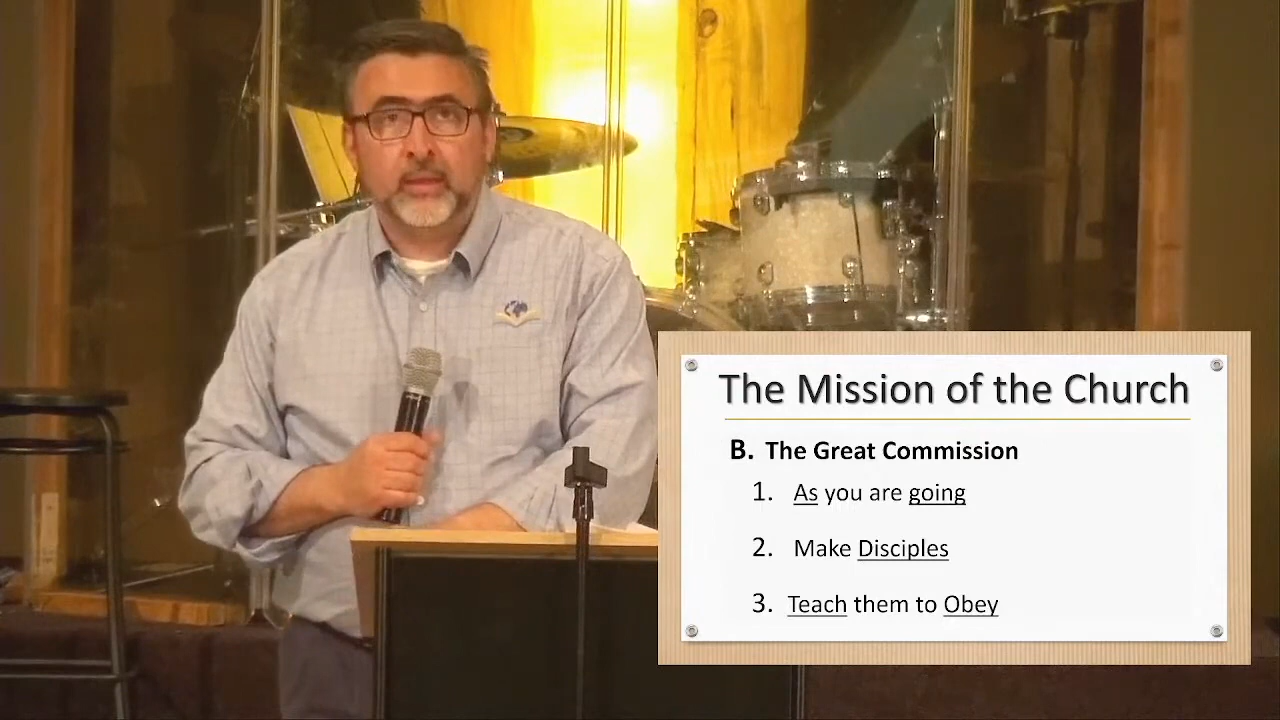 The Mission of the Church
B. The Great Commission
1. As you are going
2. Make Disciples
3. Teach them to Obey